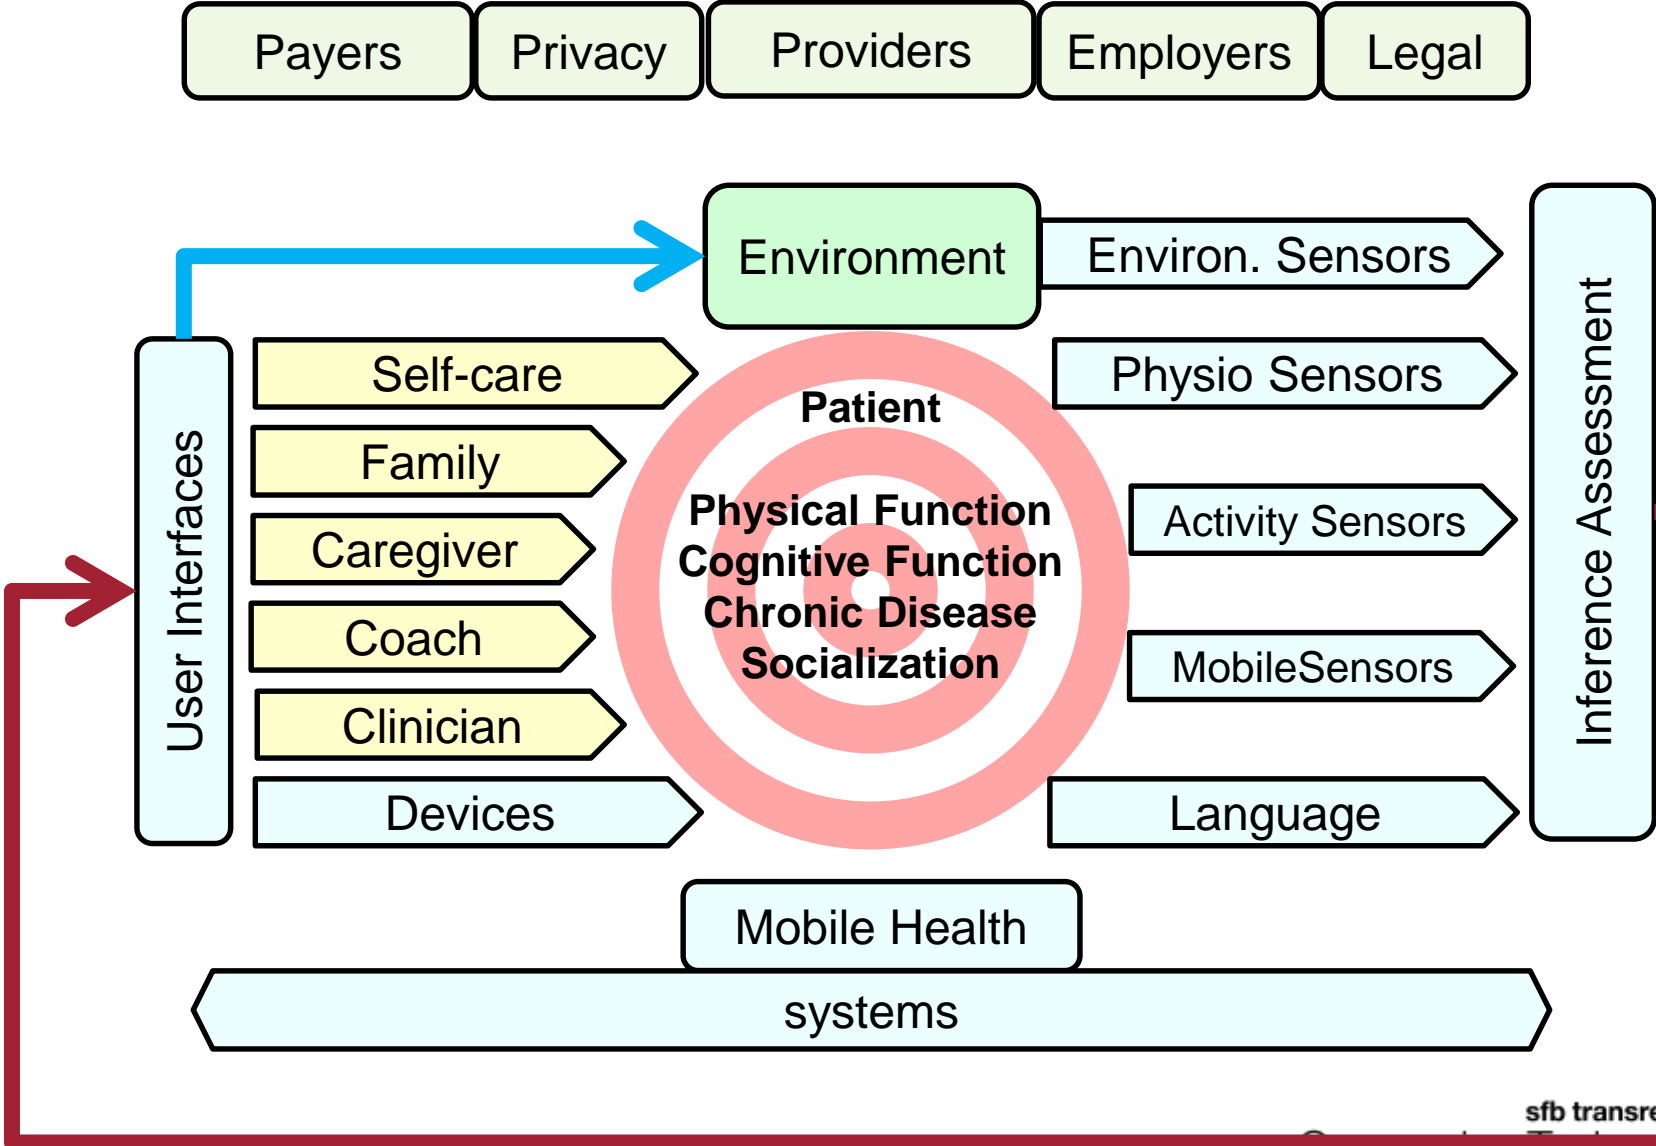 Payers
Privacy
Providers
Employers
Legal
Environment
Environ. Sensors
User Interfaces
Self-care
Family
Caregiver
Coach
Clinician
Devices
Patient
Physical Function
Cognitive Function
Chronic Disease
Socialization
Physio Sensors
Activity Sensors
MobileSensors
Language
Inference Assessment
Mobile Health
systems
sfb